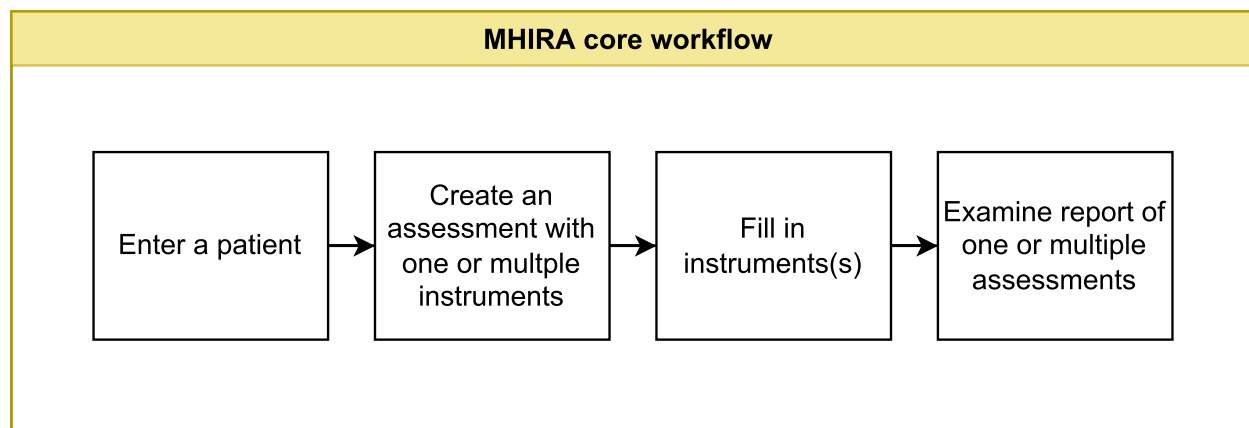 MHIRA core workflow
Enter a patient
Create an
assessment with
one or multple
instruments
Fill in
instruments(s)
Examine report of
one or multiple
assessments